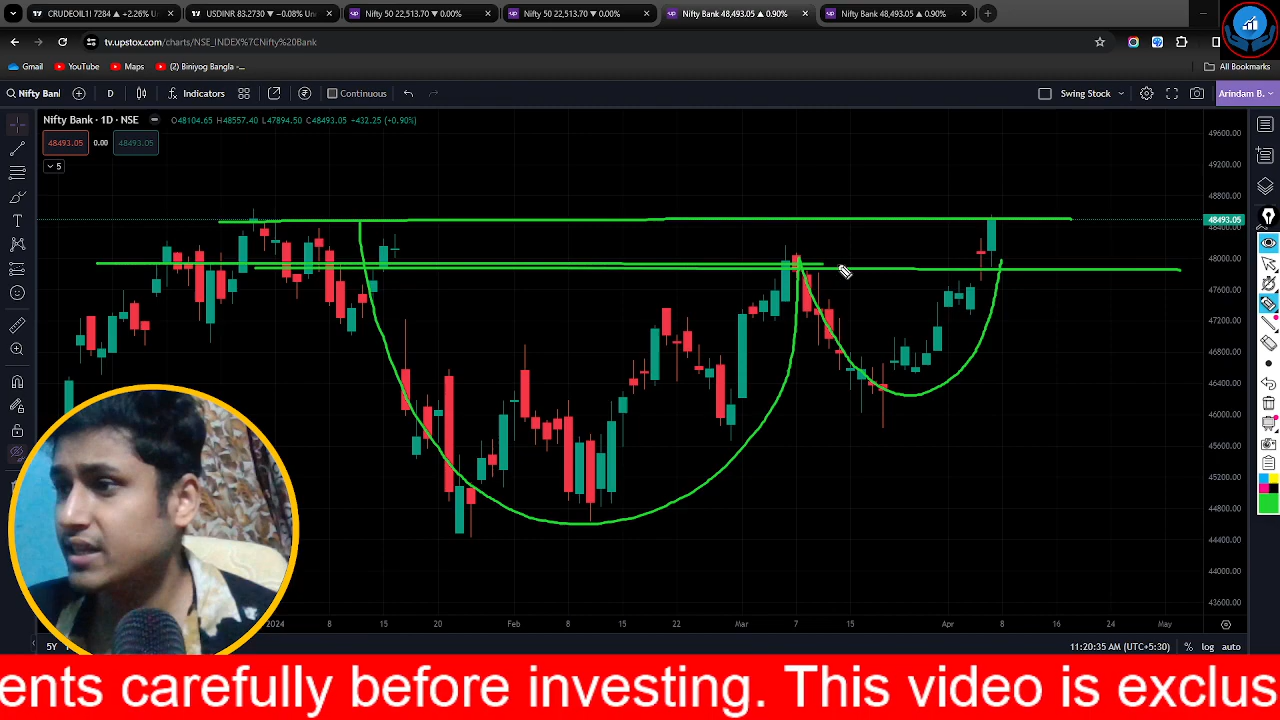 CRUDEOIL1! 7284 ▲ +2.26% Un
USDINR 83.2730 ▼ −0.08% Un
Nifty 50 22,513.70 ▼ 0.00%
Nifty 50 22,513.70 ▼ 0.00%
Nifty Bank 48,493.05 ▲ 0.90%
Nifty Bank 48,493.05 ▲ 0.90%
tv.upstox.com/charts/NSE_INDEX%7CNifty%20Bank
Gmail
YouTube
Maps
(2) Biniyog Bangla -...
All Bookmarks
Nifty Bank
D
Indicators
Continuous
Swing Stock
Arindam B.
Nifty Bank · 1D · NSE
O48104.65 H48557.40 L47894.50 C48493.05 +432.25 (+0.90%)
48493.05
0.00
48493.05
5
49600.00
49200.00
48800.00
48493.05
48400.00
48000.00
47600.00
47200.00
46800.00
46400.00
46000.00
45600.00
45200.00
44800.00
44400.00
44000.00
43600.00
2024
8
15
20
Feb
8
15
22
Mar
7
15
Apr
8
16
24
May
5Y
11:20:35 AM (UTC+5:30)
%
log
auto
ents carefully before investing. This video is exclus